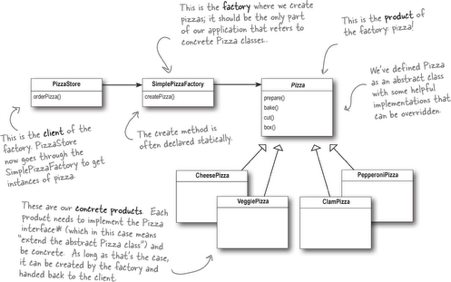 This is the factory where we create
pizzas; it should be the only part
of our application that refers to
concrete Pizza classes..
This is the product of
the factory: pizza!
PizzaStore
orderPizza()
SimplePizzaFactory
createPizza()
Pizza
prepare()
bake()
cut()
box()
We've defined Pizza
as an abstract class
with some helpful
implementations that
can be overridden.
This is the client of the
factory. PizzaStore
now goes through the
SimplePizzaFactory to get
instances of pizza.
The create method is
often declared statically.
CheesePizza
VeggiePizza
ClamPizza
PepperoniPizza
These are our concrete products. Each
product needs to implement the Pizza
interface* (which in this case means
"extend the abstract Pizza class") and
be concrete. As long as that's the case,
it can be created by the factory and
handed back to the client.